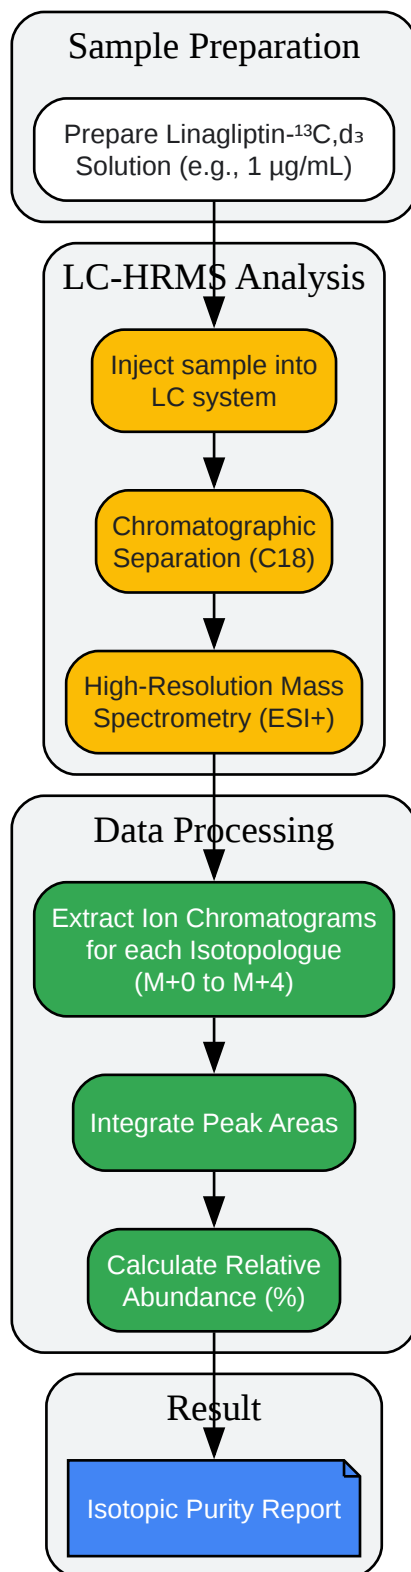 Sample Preparation
Prepare Linagliptin-¹³C,d₃
Solution (e.g., 1 µg/mL)
LC-HRMS Analysis
Inject sample into
LC system
Chromatographic
Separation (C18)
High-Resolution Mass
Spectrometry (ESI+)
Data Processing
Extract Ion Chromatograms
for each Isotopologue
(M+0 to M+4)
Integrate Peak Areas
Calculate Relative
Abundance (%)
Result
Isotopic Purity Report